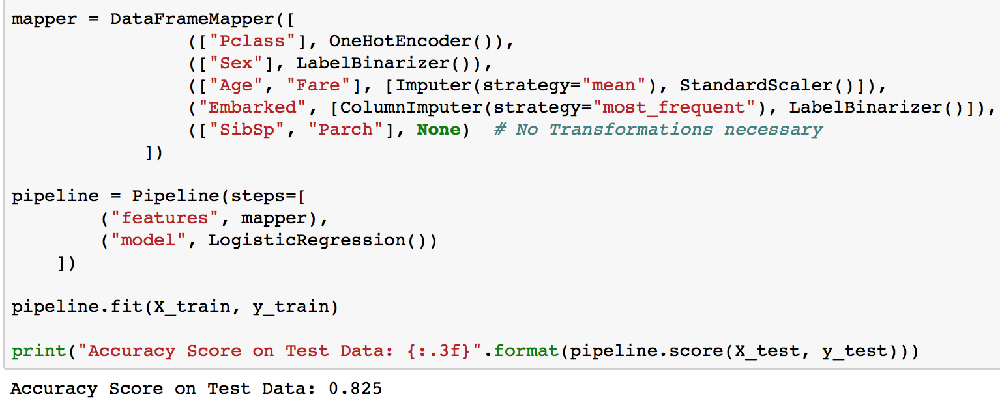 mapper = DataFrameMapper([
(["Pclass"], OneHotEncoder()),
(["Sex"], LabelBinarizer()),
(["Age", "Fare"], [Imputer(strategy="mean"), StandardScaler()]),
("Embarked", [ColumnImputer(strategy="most_frequent"), LabelBinarizer()]),
(["SibSp", "Parch"], None)  # No Transformations necessary
])
pipeline = Pipeline(steps=[
("features", mapper),
("model", LogisticRegression())
])
pipeline.fit(X_train, y_train)
print("Accuracy Score on Test Data: {:.3f}".format(pipeline.score(X_test, y_test)))
Accuracy Score on Test Data: 0.825